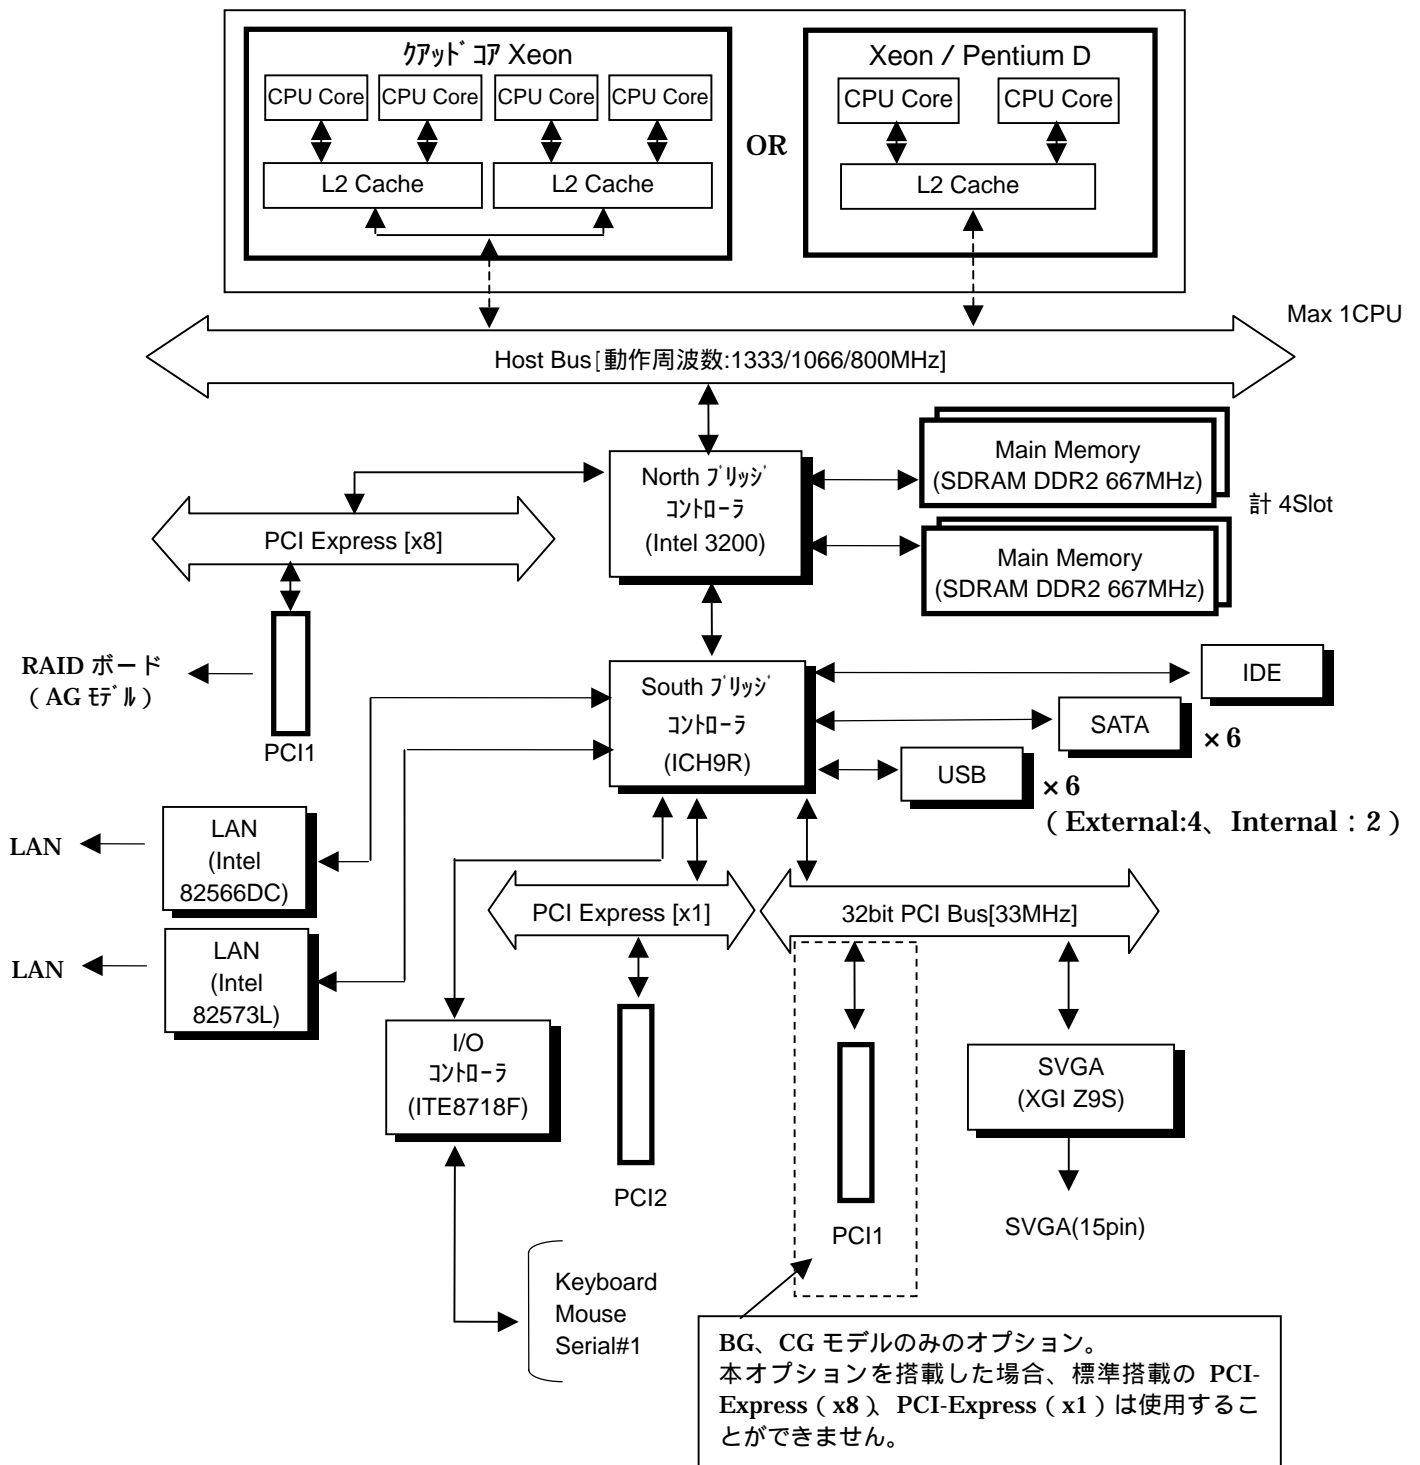 ｸｱｯﾄﾞ ｺｱ Xeon
CPU Core
CPU Core
CPU Core
CPU Core
L2 Cache
L2 Cache
OR
Xeon / Pentium D
CPU Core
CPU Core
L2 Cache
Max 1CPU
Host Bus[動作周波数:1333/1066/800MHz]
North ﾌﾞﾘｯｼﾞ
ｺﾝﾄﾛｰﾗ
(Intel 3200)
Main Memory
(SDRAM DDR2 667MHz)
計 4Slot
Main Memory
(SDRAM DDR2 667MHz)
PCI Express [x8]
RAID ボード
（AG ﾓﾃﾞﾙ）
PCI1
South ﾌﾞﾘｯｼﾞ
ｺﾝﾄﾛｰﾗ
(ICH9R)
IDE
SATA
×6
USB
×6
（External:4、Internal：2）
LAN
LAN
(Intel
82566DC)
LAN
LAN
(Intel
82573L)
PCI Express [x1]
32bit PCI Bus[33MHz]
I/O
ｺﾝﾄﾛｰﾗ
(ITE8718F)
PCI2
PCI1
SVGA
(XGI Z9S)
SVGA(15pin)
Keyboard
Mouse
Serial#1
BG、CG モデルのみのオプション。
本オプションを搭載した場合、標準搭載の PCI-
Express（x8）、PCI-Express（x1）は使用するこ
とができません。